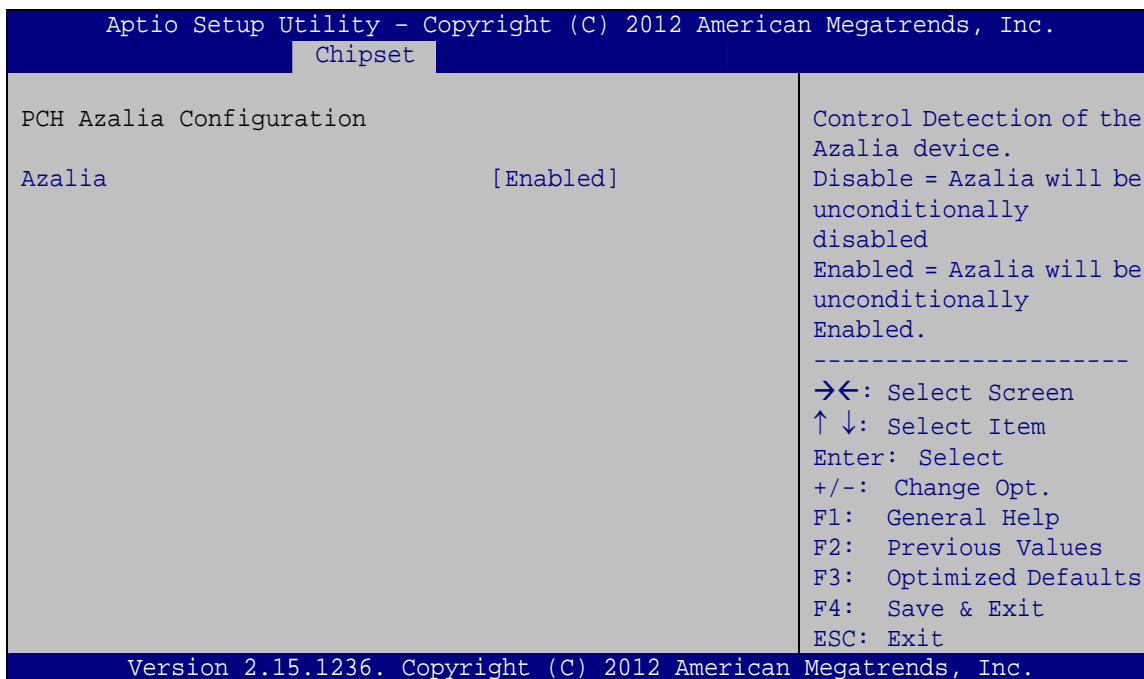 Aptio Setup Utility – Copyright (C) 2012 American Megatrends, Inc.
Chipset
PCH Azalia Configuration
Azalia [Enabled]
Control Detection of the
Azalia device.
Disable = Azalia will be
unconditionally
disabled
Enabled = Azalia will be
unconditionally
Enabled.
----------------------
→←: Select Screen
↑ ↓: Select Item
Enter: Select
+/-: Change Opt.
F1: General Help
F2: Previous Values
F3: Optimized Defaults
F4: Save & Exit
ESC: Exit
Version 2.15.1236. Copyright (C) 2012 American Megatrends, Inc.